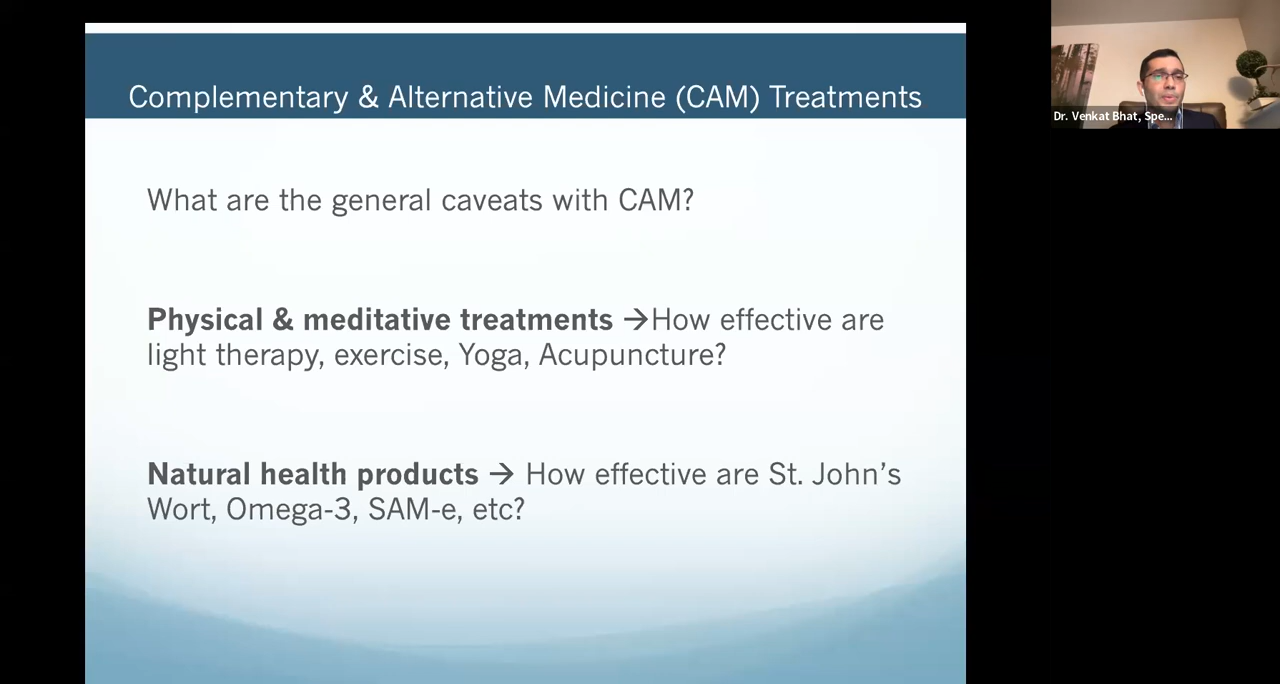 Complementary & Alternative Medicine (CAM) Treatments
Dr. Venkat Bhat, Spe...
What are the general caveats with CAM?
Physical & meditative treatments →How effective are
light therapy, exercise, Yoga, Acupuncture?
Natural health products → How effective are St. John’s
Wort, Omega-3, SAM-e, etc?